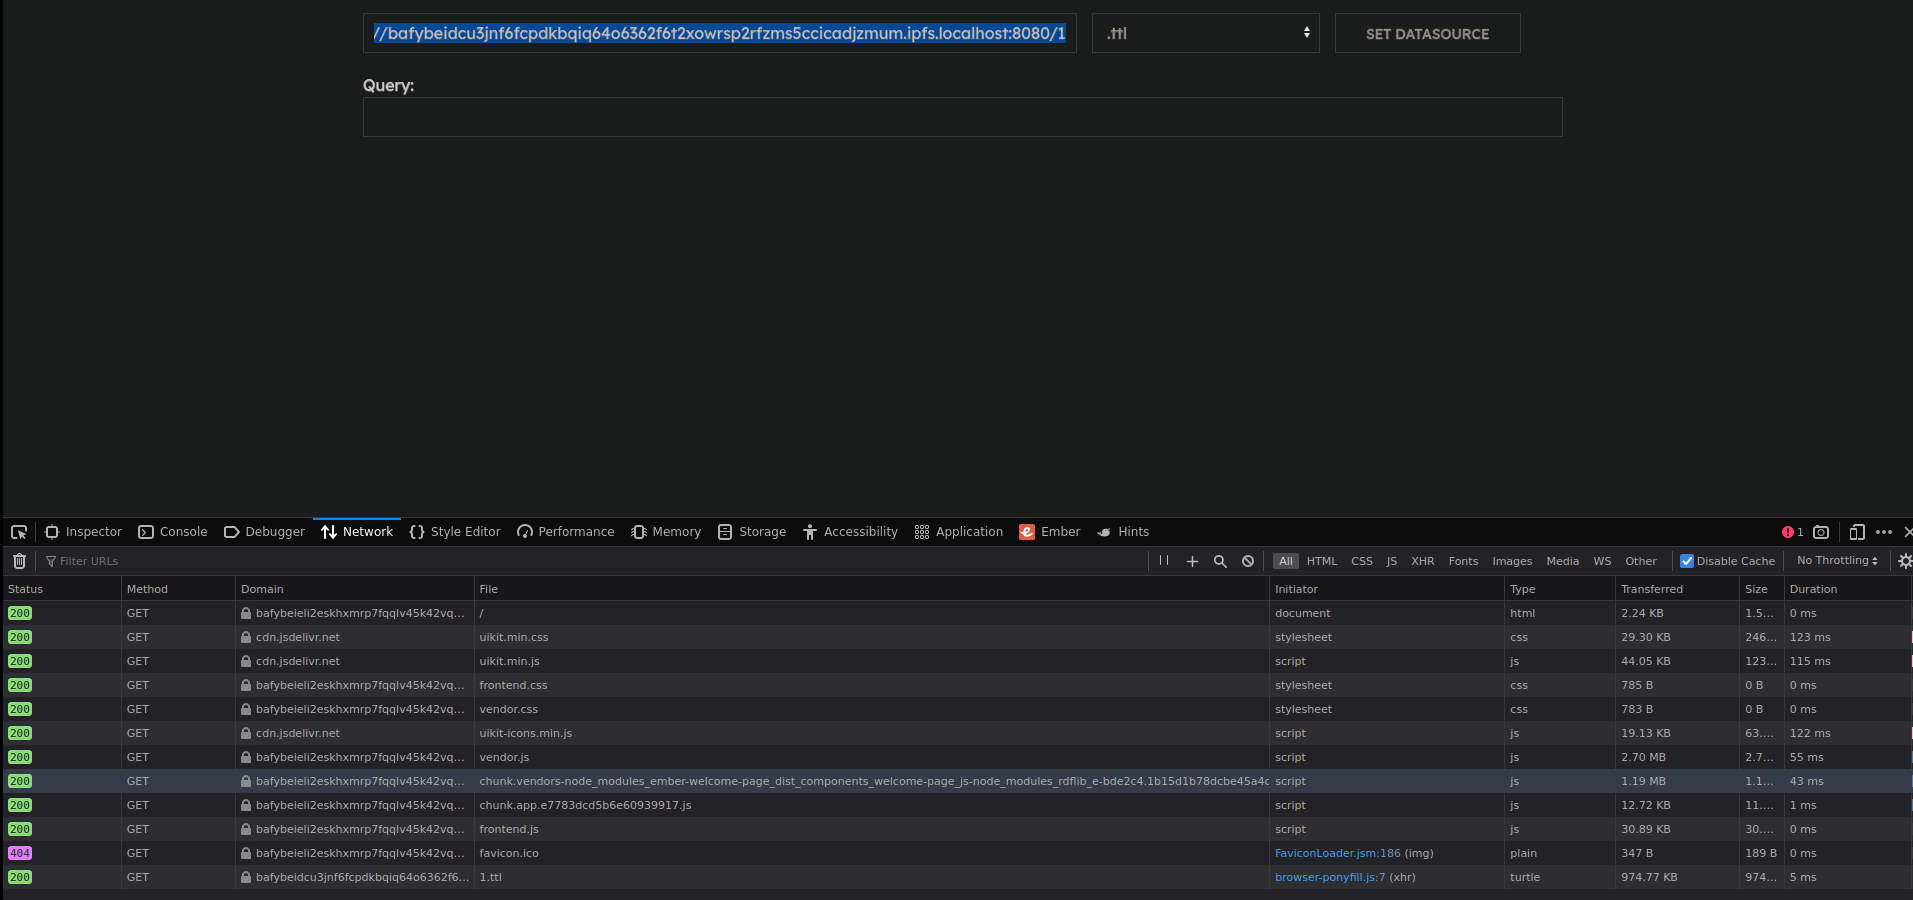 //bafybeidcu3jnf6fcpdkbqiq64o6362f6t2xowrsp2rfzms5ccicadjzmum.ipfs.localhost:8080/1 .ttl SET DATASOURCE
Query:
Inspector Console Debugger Network Style Editor Performance Memory Storage Accessibility Application Ember Hints 1
Filter URLs All HTML CSS JS XHR Fonts Images Media WS Other Disable Cache No Throttling
Status Method Domain File Initiator Type Transferred Size Duration
200 GET bafybeieli2eskhxmrp7fqqlv45k42vq... / document html 2.24 KB 1.5... 0 ms
200 GET cdn.jsdelivr.net uikit.min.css stylesheet css 29.30 KB 246... 123 ms
200 GET cdn.jsdelivr.net uikit.min.js script js 44.05 KB 123... 115 ms
200 GET bafybeieli2eskhxmrp7fqqlv45k42vq... frontend.css stylesheet css 785 B 0 B 0 ms
200 GET bafybeieli2eskhxmrp7fqqlv45k42vq... vendor.css stylesheet css 783 B 0 B 0 ms
200 GET cdn.jsdelivr.net uikit-icons.min.js script js 19.13 KB 63.... 122 ms
200 GET bafybeieli2eskhxmrp7fqqlv45k42vq... vendor.js script js 2.70 MB 2.7... 55 ms
200 GET bafybeieli2eskhxmrp7fqqlv45k42vq... chunk.vendors-node_modules_ember-welcome-page_dist_components_welcome-page_js-node_modules_rdflib_e-bde2c4.1b15d1b78dcbe45a4c script js 1.19 MB 1.1... 43 ms
200 GET bafybeieli2eskhxmrp7fqqlv45k42vq... chunk.app.e7783dcd5b6e60939917.js script js 12.72 KB 11.... 1 ms
200 GET bafybeieli2eskhxmrp7fqqlv45k42vq... frontend.js script js 30.89 KB 30.... 0 ms
404 GET bafybeieli2eskhxmrp7fqqlv45k42vq... favicon.ico FaviconLoader.jsm:186 (img) plain 347 B 189 B 0 ms
200 GET bafybeidcu3jnf6fcpdkbqiq64o6362f6... 1.ttl browser-ponyfill.js:7 (xhr) turtle 974.77 KB 974... 5 ms